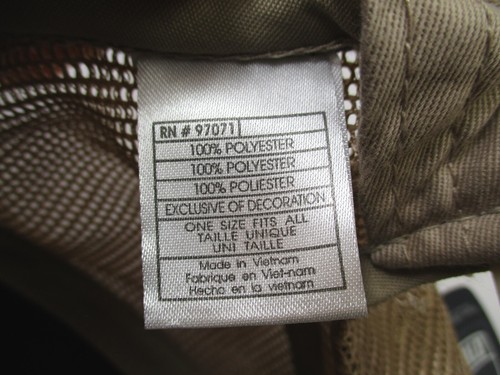 RN # 97071
100% POLYESTER
100% POLYESTER
100% POLIESTER
EXCLUSIVE OF DECORATION
ONE SIZE FITS ALL
TAILLE UNIQUE
UNI TAILLE
Made in Vietnam
Fabrique en Viet-nam
Hecho en la vietnam